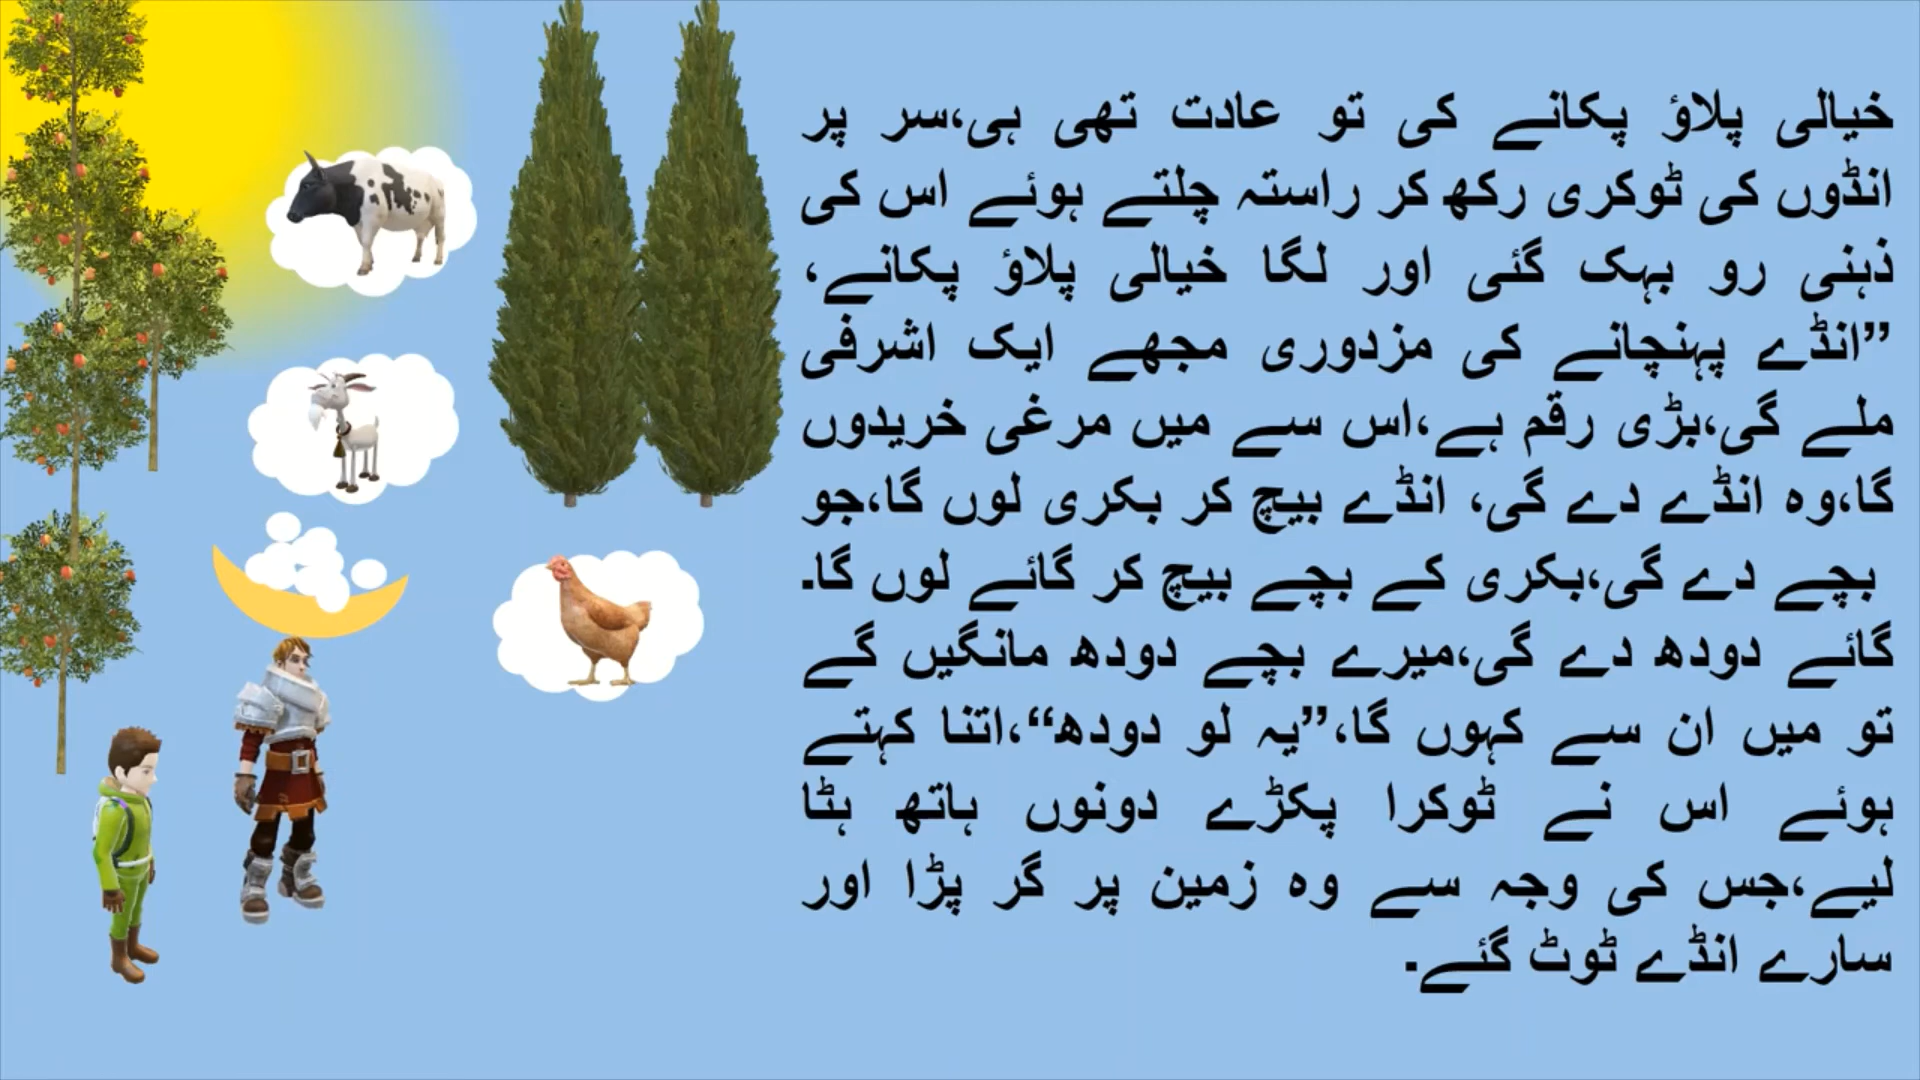 خیالی پلاؤ پکانے کی تو عادت تھی ہی،سر پر
انڈوں کی ٹوکری رکھ کر راستہ چلتے ہوئے اس کی
ذہنی رو بہک گئی اور لگا خیالی پلاؤ پکانے،
”انڈے پہنچانے کی مزدوری مجھے ایک اشرفی
ملے گی،بڑی رقم ہے،اس سے میں مرغی خریدوں
گا،وہ انڈے دے گی، انڈے بیچ کر بکری لوں گا،جو
بچے دے گی،بکری کے بچے بیچ کر گائے لوں گا۔
گائے دودھ دے گی،میرے بچے دودھ مانگیں گے
تو میں ان سے کہوں گا،”یہ لو دودھ“،اتنا کہتے
ہوئے اس نے ٹوکرا پکڑے دونوں ہاتھ ہٹا
لیے،جس کی وجہ سے وہ زمین پر گر پڑا اور
سارے انڈے ٹوٹ گئے۔